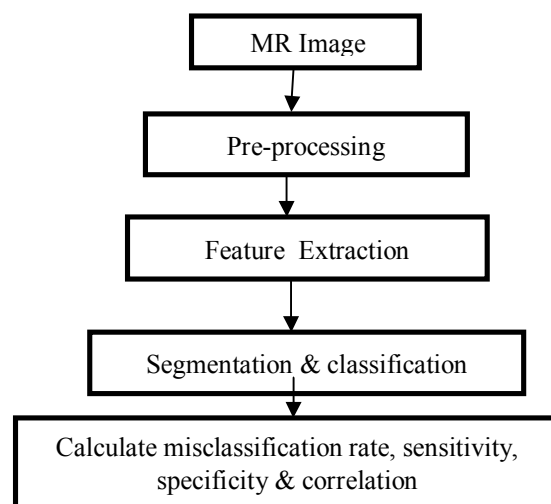 MR Image
Pre-processing
Feature Extraction
Segmentation & classification
Calculate misclassification rate, sensitivity,
specificity & correlation